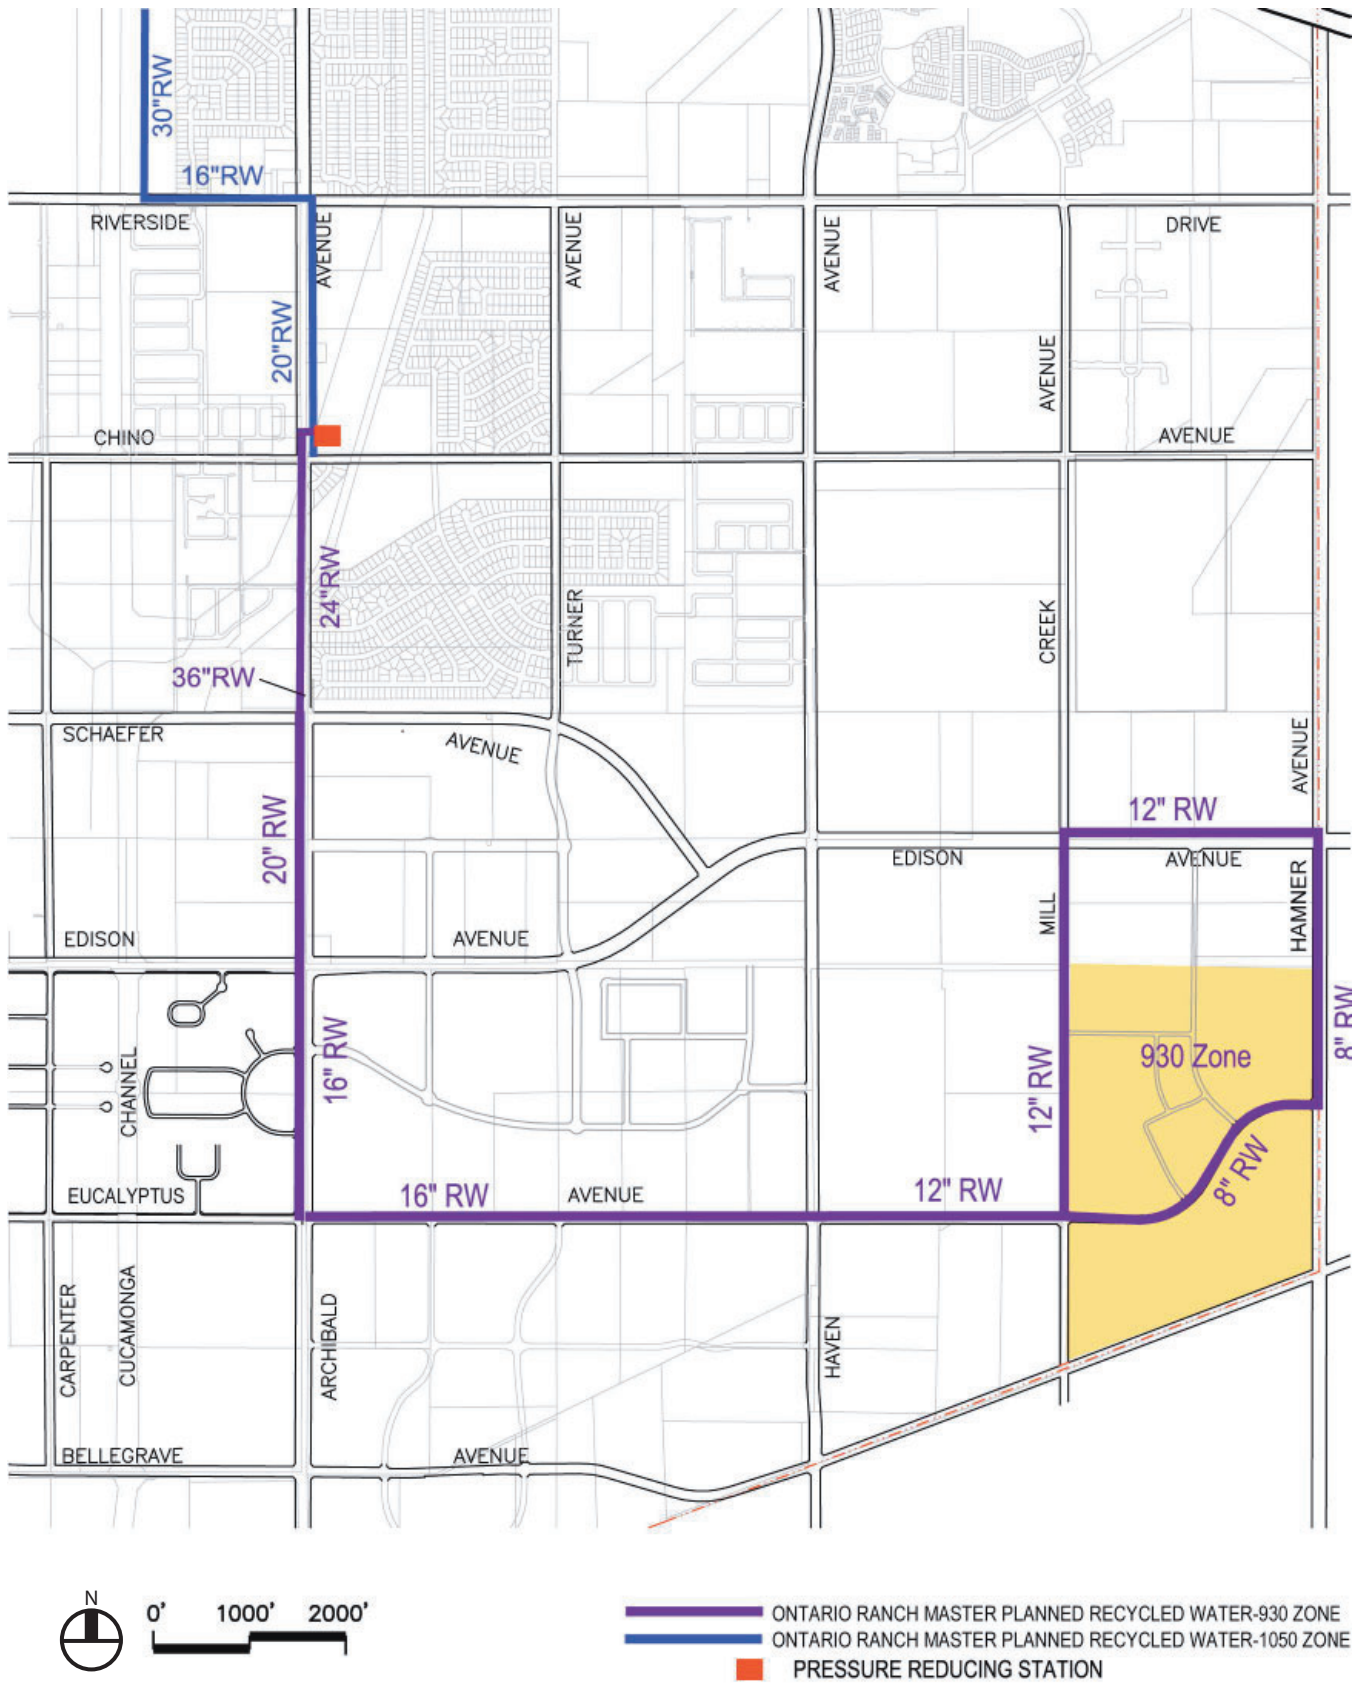 30"RW
16"RW
RIVERSIDE
AVENUE
AVENUE
AVENUE
DRIVE
20"RW
AVENUE
CHINO
AVENUE
24"RW
TURNER
CREEK
36"RW
SCHAEFER
AVENUE
AVENUE
12" RW
20" RW
EDISON
AVENUE
MILL
HAMNER
EDISON
AVENUE
8" RW
16" RW
CHANNEL
12" RW
930 Zone
8" RW
EUCALYPTUS
16" RW
AVENUE
12" RW
CARPENTER
CUCAMONGA
ARCHIBALD
HAVEN
BELLEGRAVE
AVENUE
N
0' 1000' 2000'
ONTARIO RANCH MASTER PLANNED RECYCLED WATER-930 ZONE
ONTARIO RANCH MASTER PLANNED RECYCLED WATER-1050 ZONE
PRESSURE REDUCING STATION